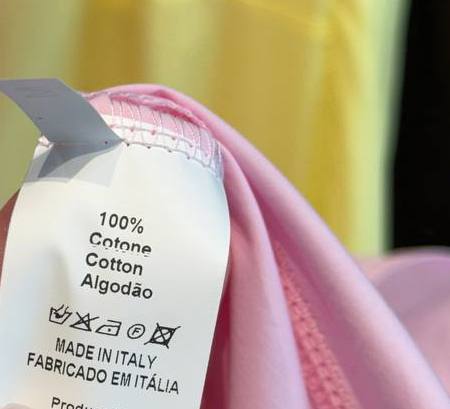 100%
Cotone
Cotton
Algodão
MADE IN ITALY
FABRICADO EM ITÁLIA